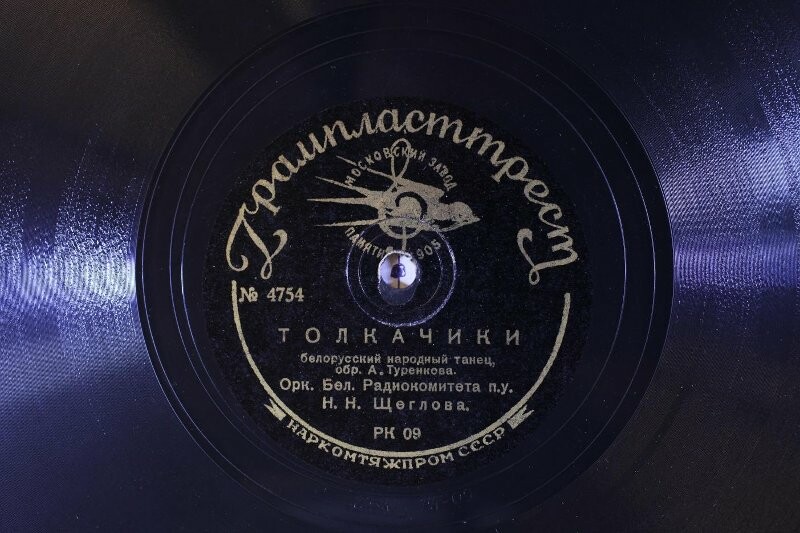 Грампласттрест
МОСКОВСКИЙ ЗАВОД
ПАМЯТИ 1905
№ 4754
ТОЛКАЧИКИ
белорусский народный танец,
обр. А. Туренкова.
Орк. Бел. Радиокомитета п.у.
Н. Н. Щеглова.
РК 09
НАРКОМТЯЖПРОМ СССР